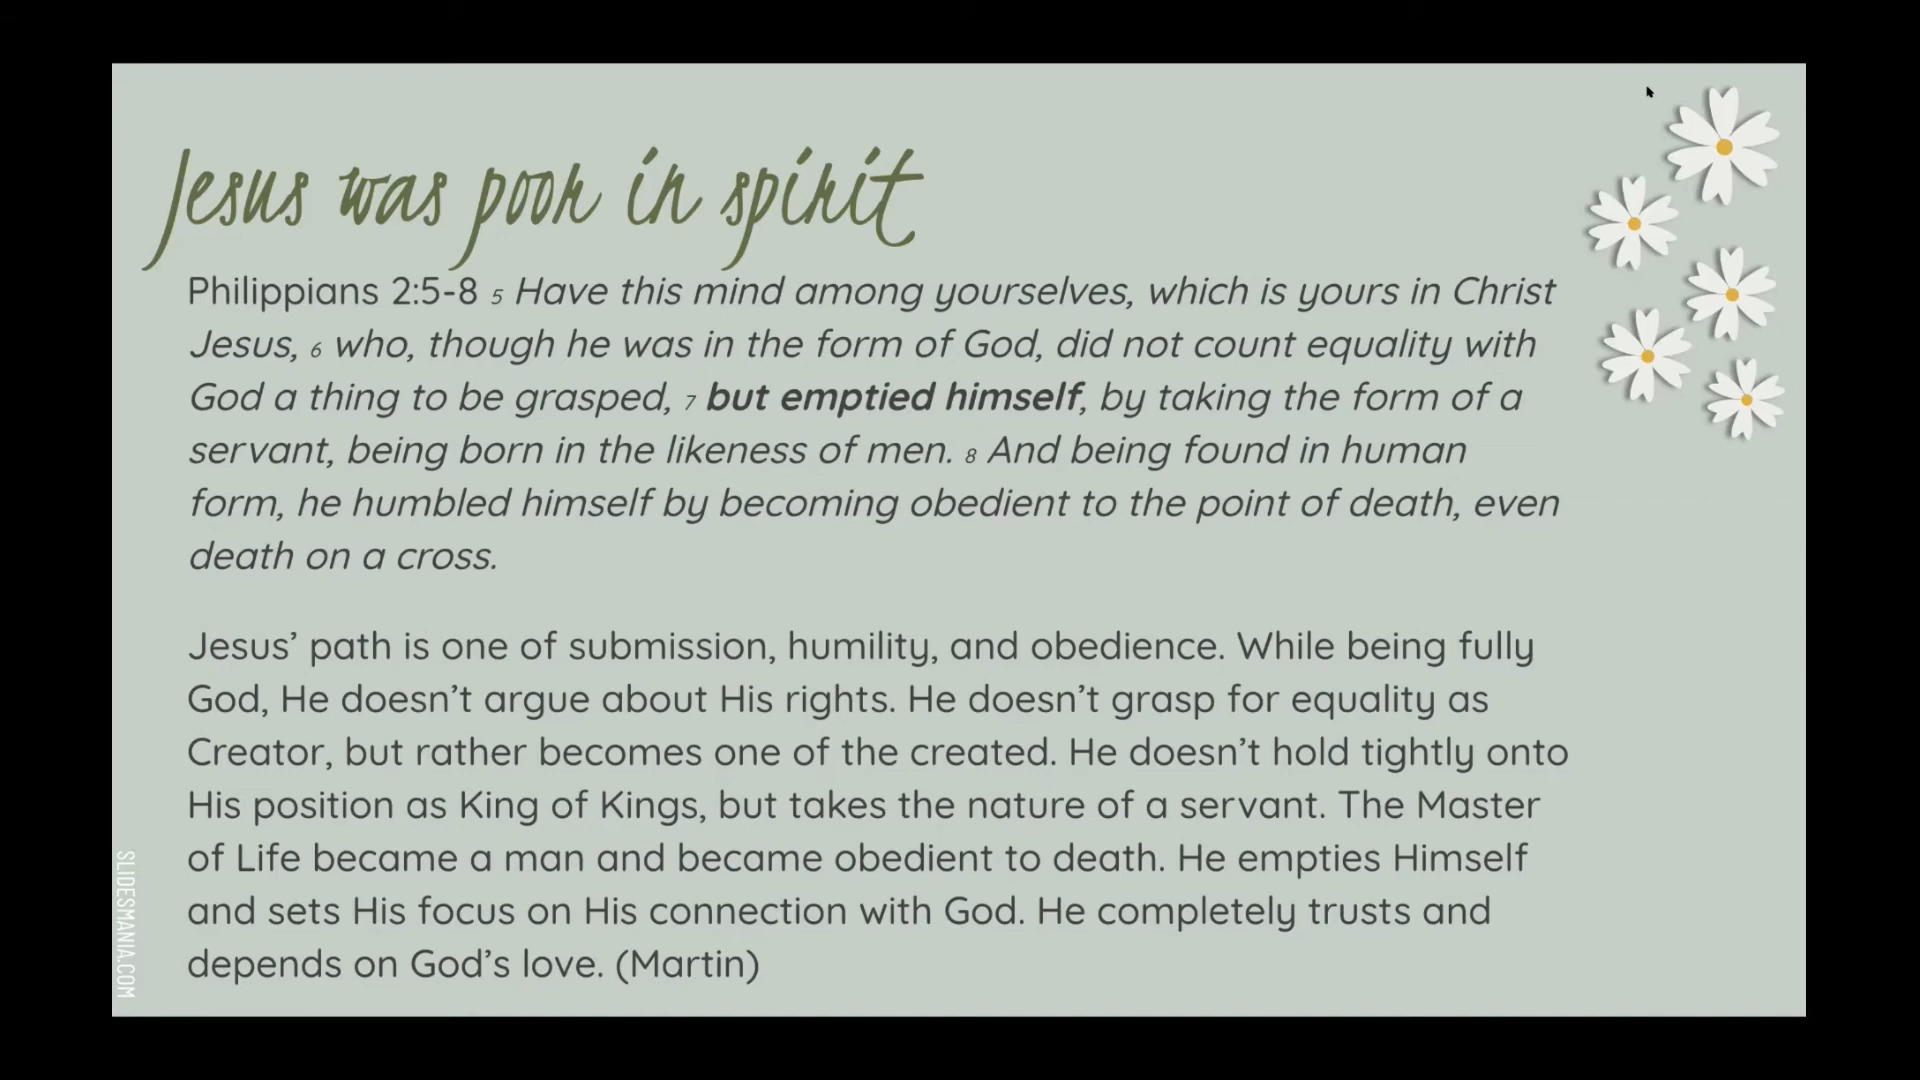 Jesus was poor in spirit
Philippians 2:5-8 5 Have this mind among yourselves, which is yours in Christ
Jesus, 6 who, though he was in the form of God, did not count equality with
God a thing to be grasped, 7 but emptied himself, by taking the form of a
servant, being born in the likeness of men. 8 And being found in human
form, he humbled himself by becoming obedient to the point of death, even
death on a cross.
Jesus’ path is one of submission, humility, and obedience. While being fully
God, He doesn’t argue about His rights. He doesn’t grasp for equality as
Creator, but rather becomes one of the created. He doesn’t hold tightly onto
His position as King of Kings, but takes the nature of a servant. The Master
of Life became a man and became obedient to death. He empties Himself
and sets His focus on His connection with God. He completely trusts and
depends on God’s love. (Martin)
SLIDESMANIA.COM